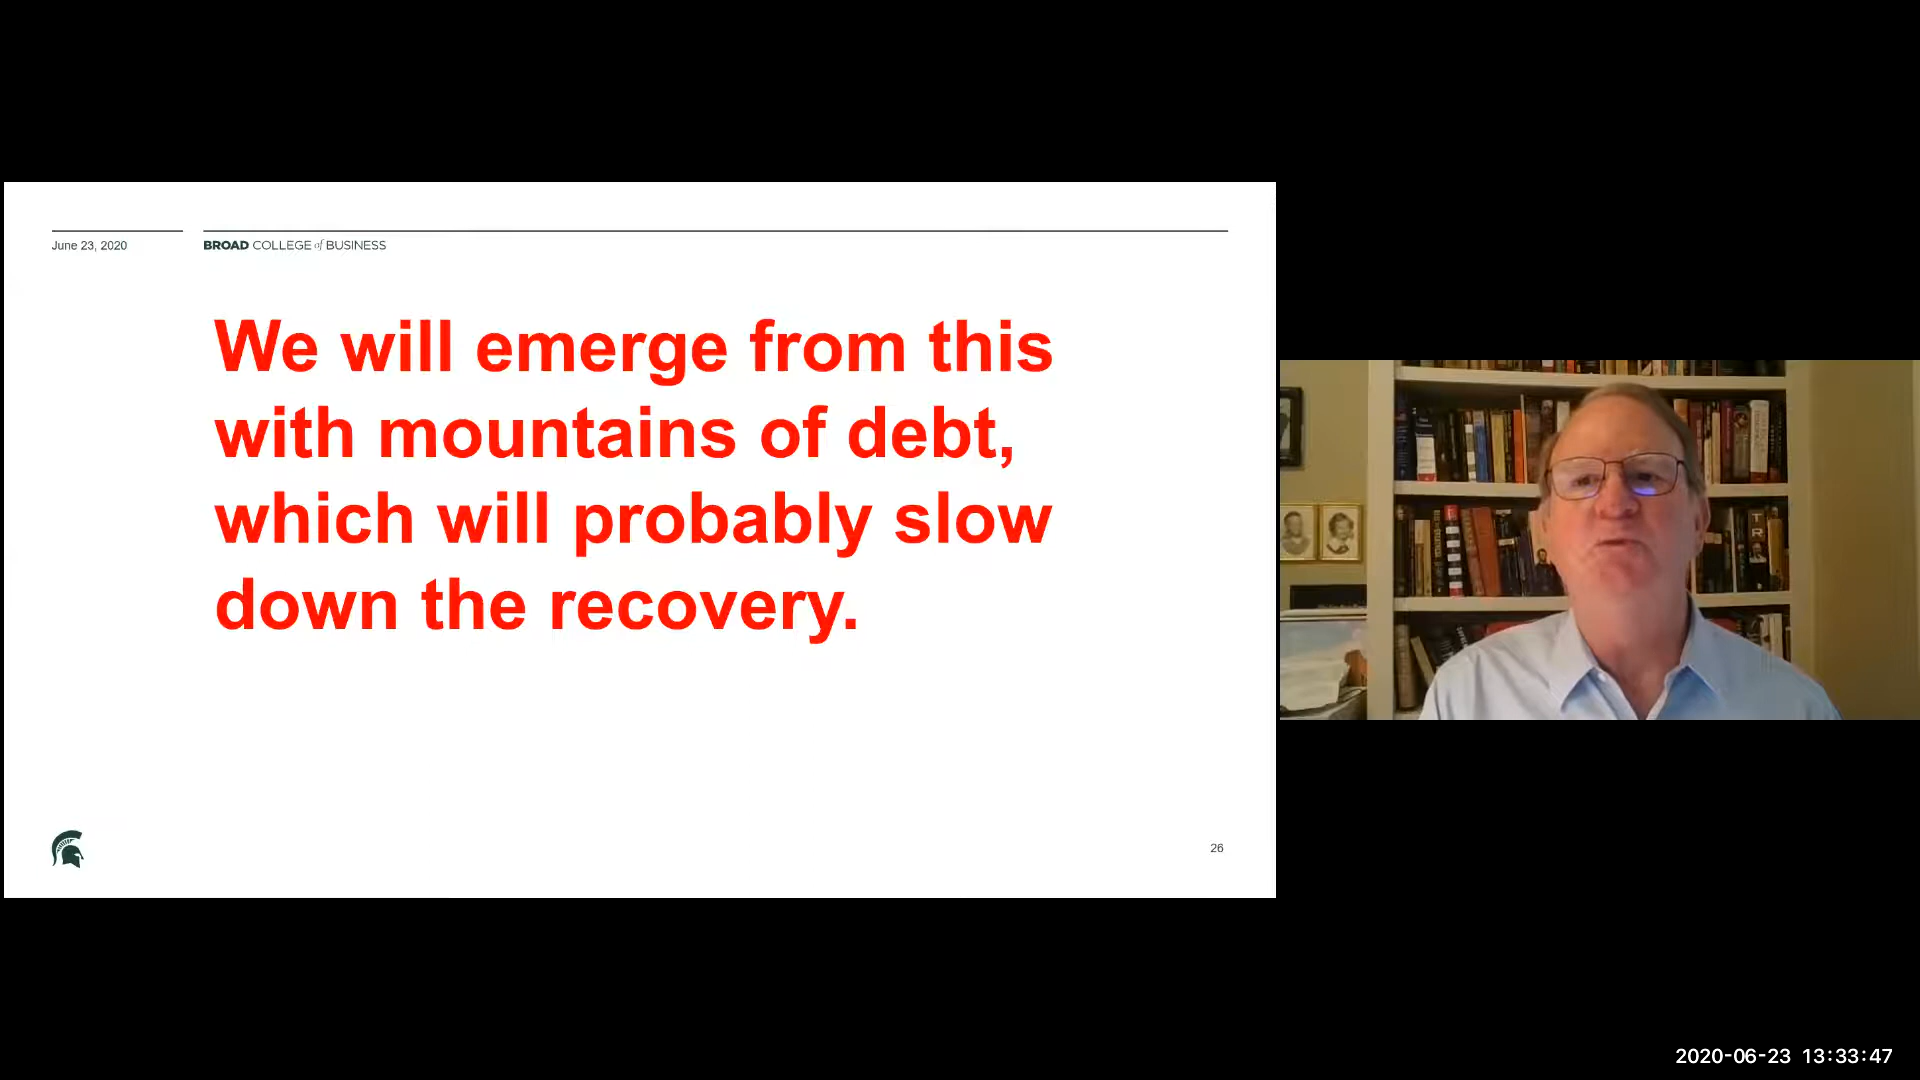 June 23, 2020
BROAD COLLEGE of BUSINESS
We will emerge from this
with mountains of debt,
which will probably slow
down the recovery.
26
TR
2020-06-23 13:33:47